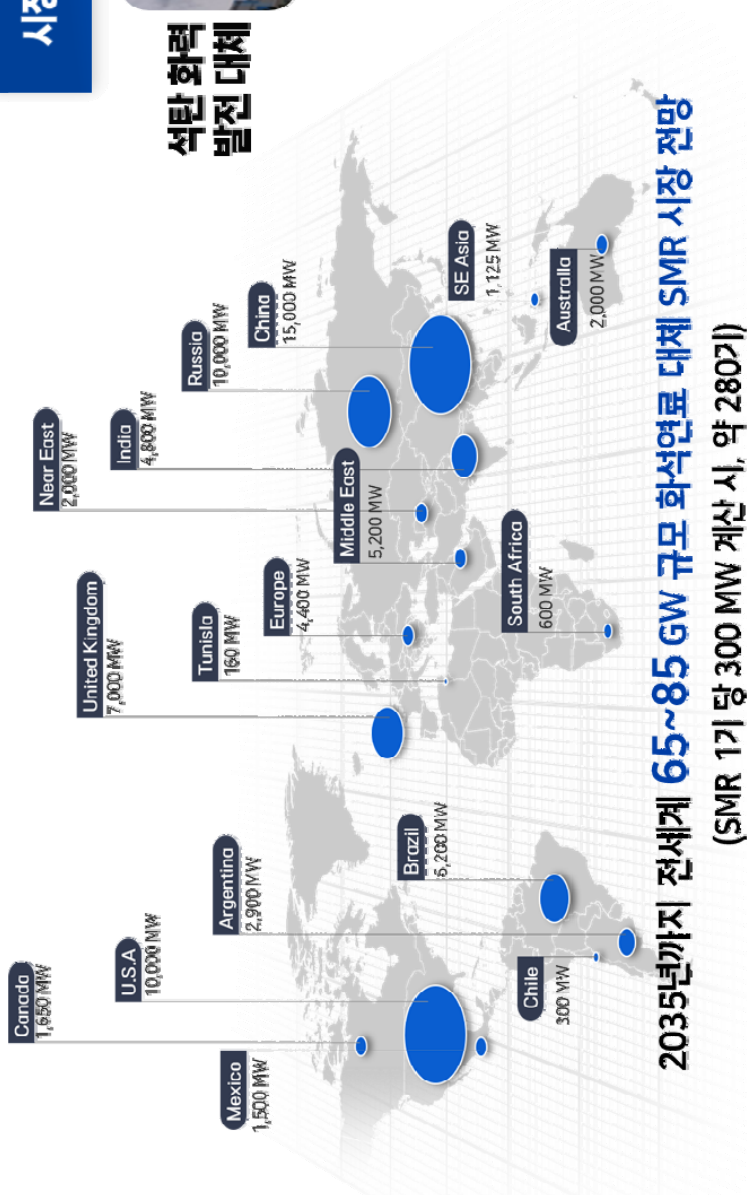 시장
석탄 화력
발전 대체
Canada
1,650 MW
U.S.A
10,000 MW
Mexico
1,500 MW
Argentina
2,900 MW
Brazil
Chile
300 MW
United Kingdom
7,000 MW
Tunisia
160 MW
Europe
4,400 MW
Near East
2,000 MW
India
4,800 MW
Russia
10,000 MW
China
15,000 MW
Middle East
5,200 MW
South Africa
600 MW
SE Asia
1,125 MW
Australia
2,000 MW
2035년까지 전세계 65~85 GW 규모 화석연료 대체 SMR 시장 전망
(SMR 1기 당 300 MW 계산 시, 약 280기)